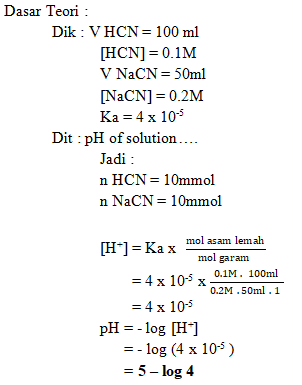 Dasar Teori :
Dik : V HCN = 100 ml
[HCN] = 0.1M
V NaCN = 50ml
[NaCN] = 0.2M
Ka = 4 x 10⁻⁵
Dit : pH of solution….
Jadi :
n HCN = 10mmol
n NaCN = 10mmol
[H⁺] = Ka x mol asam lemah / mol garam
= 4 x 10⁻⁵ x 0.1M . 100ml / 0.2M .50ml . 1
= 4 x 10⁻⁵
pH = - log [H⁺]
= - log (4 x 10⁻⁵ )
= 5 – log 4